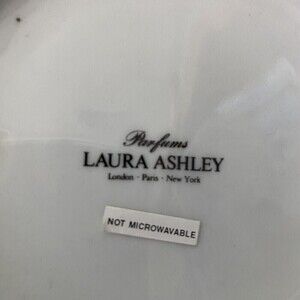 Parfums
LAURA ASHLEY
London · Paris · New York
NOT MICROWAVABLE